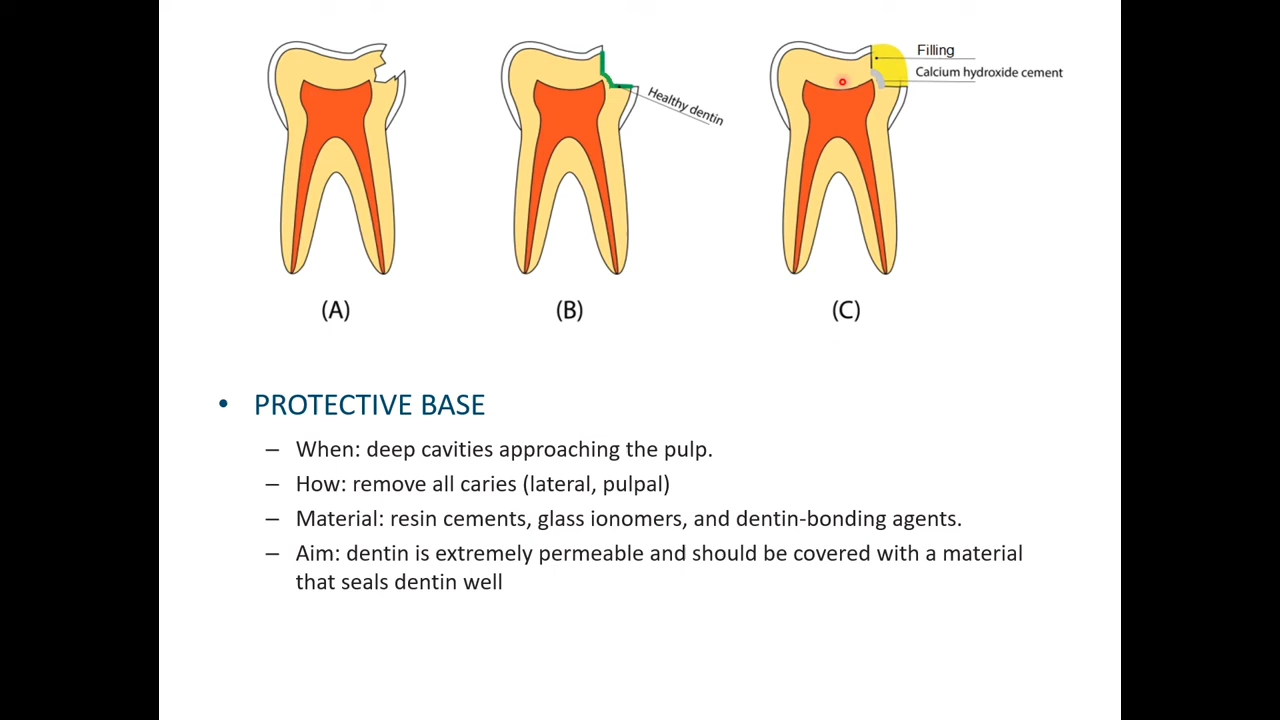 Filling
Calcium hydroxide cement
Healthy dentin
(A)
(B)
(C)
• PROTECTIVE BASE
– When: deep cavities approaching the pulp.
– How: remove all caries (lateral, pulpal)
– Material: resin cements, glass ionomers, and dentin-bonding agents.
– Aim: dentin is extremely permeable and should be covered with a material
that seals dentin well